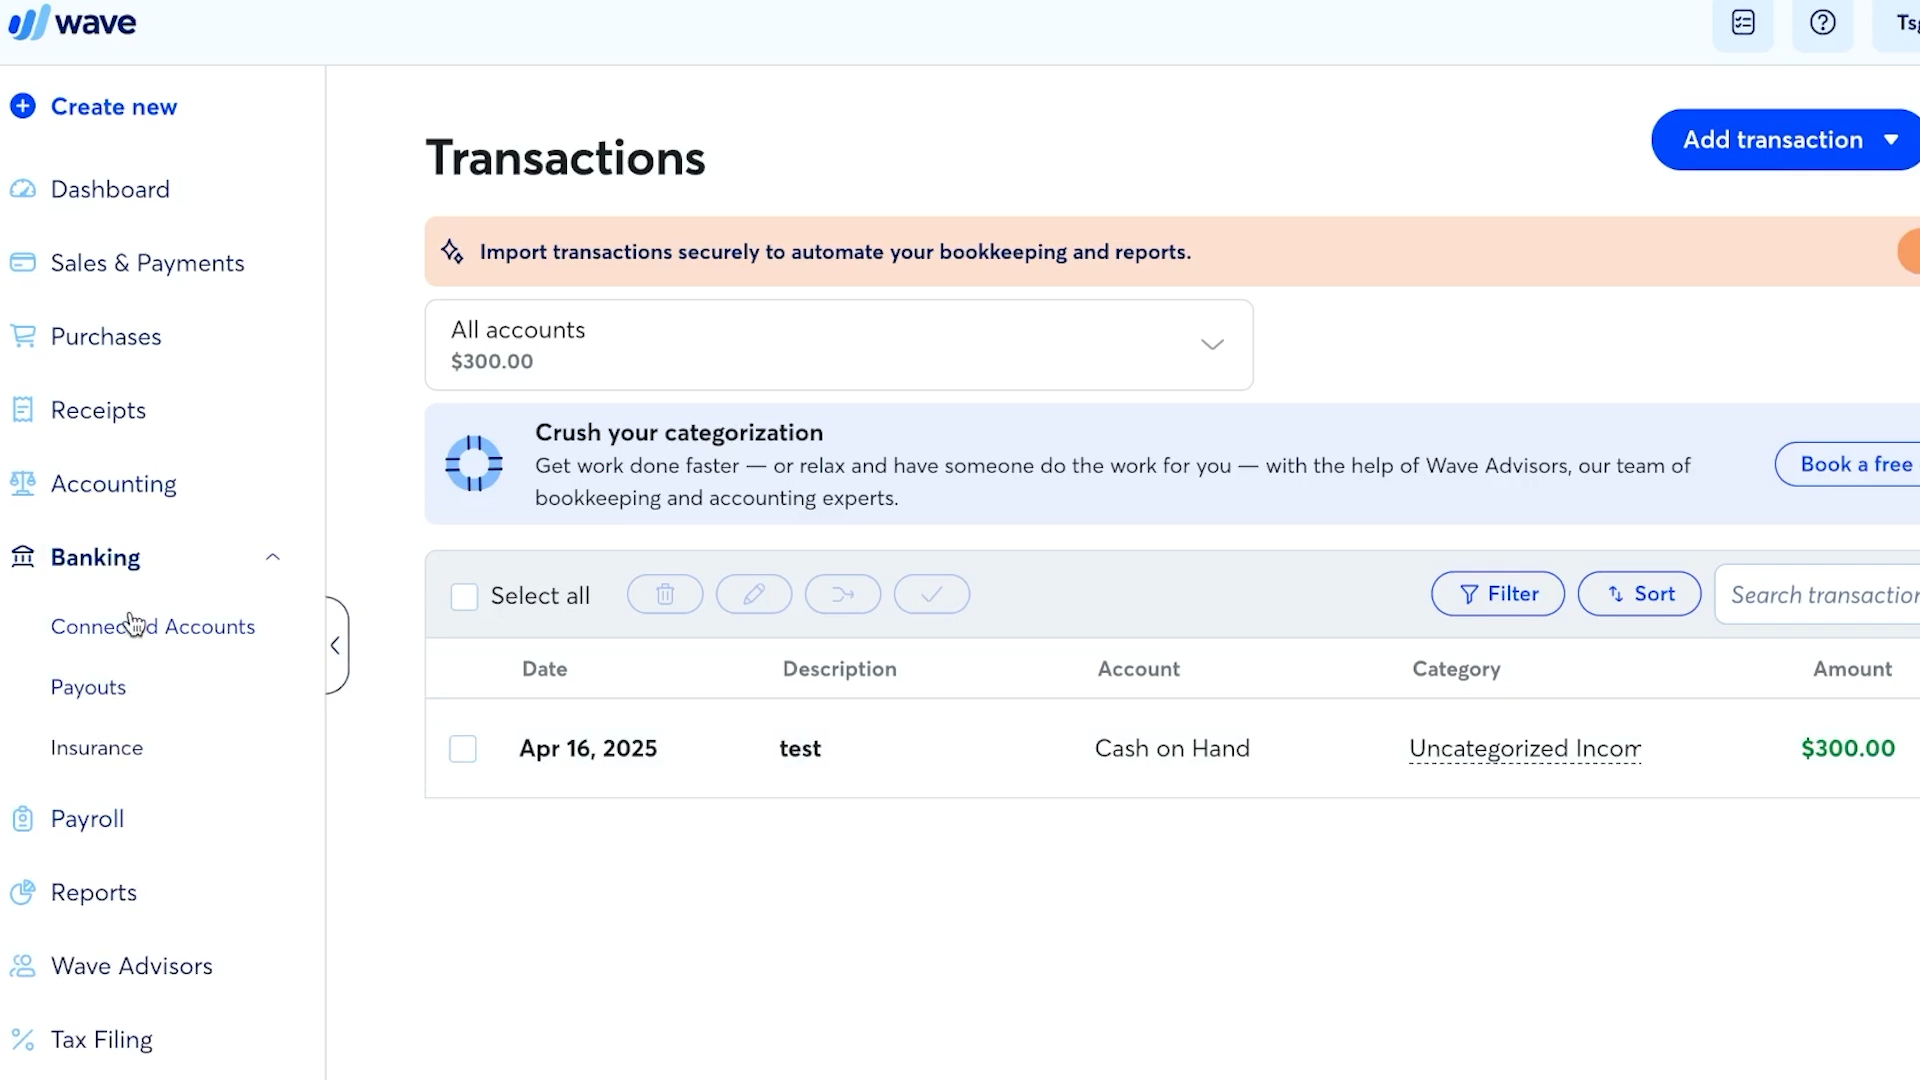 wave
Tsg
Create new
Dashboard
Sales & Payments
Purchases
Receipts
Accounting
Banking
Connected Accounts
Payouts
Insurance
Payroll
Reports
Wave Advisors
Tax Filing
Transactions
Add transaction
Import transactions securely to automate your bookkeeping and reports.
All accounts
$300.00
Crush your categorization
Get work done faster — or relax and have someone do the work for you — with the help of Wave Advisors, our team of
bookkeeping and accounting experts.
Book a free
Select all
Filter
Sort
Search transaction
Date Description Account Category Amount
Apr 16, 2025 test Cash on Hand Uncategorized Incom $300.00